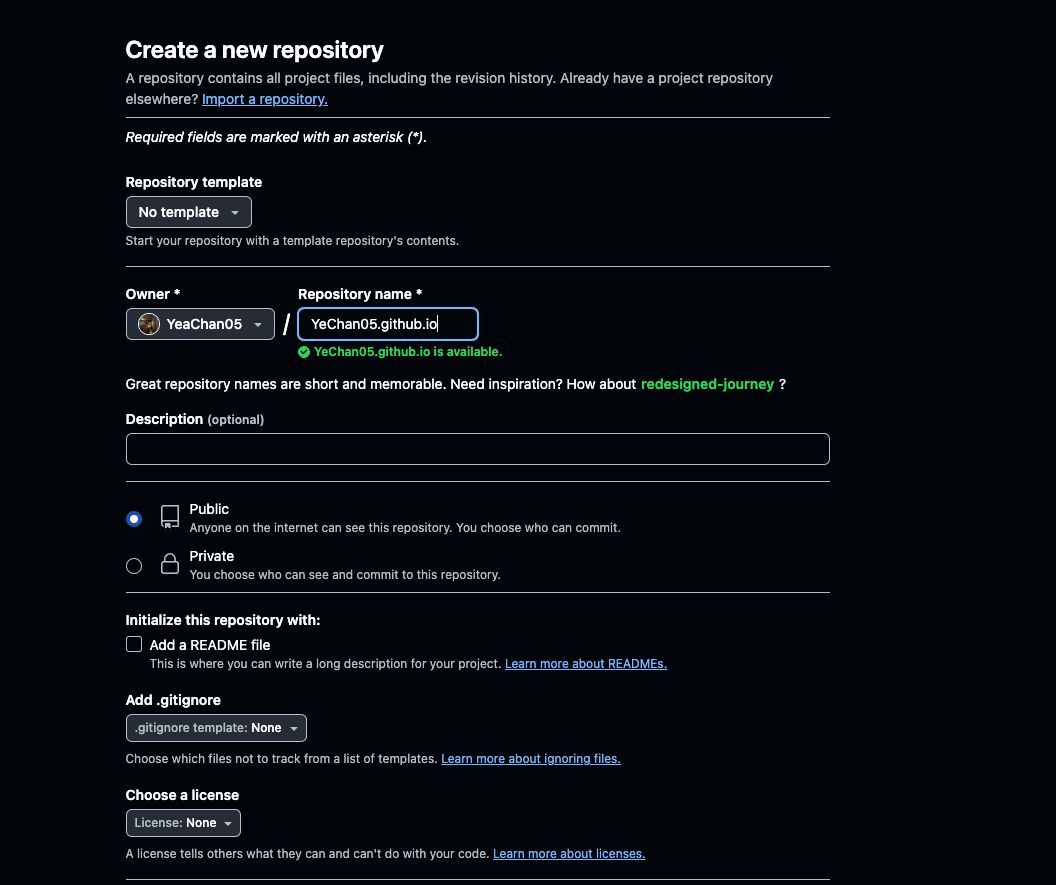 Create a new repository
A repository contains all project files, including the revision history. Already have a project repository
elsewhere? Import a repository.
Required fields are marked with an asterisk (*).
Repository template
No template
Start your repository with a template repository's contents.
Owner *
Repository name *
YeaChan05
/
YeChan05.github.io
YeChan05.github.io is available.
Great repository names are short and memorable. Need inspiration? How about redesigned-journey ?
Description (optional)
Public
Anyone on the internet can see this repository. You choose who can commit.
Private
You choose who can see and commit to this repository.
Initialize this repository with:
Add a README file
This is where you can write a long description for your project. Learn more about READMEs.
Add .gitignore
.gitignore template: None
Choose which files not to track from a list of templates. Learn more about ignoring files.
Choose a license
License: None
A license tells others what they can and can't do with your code. Learn more about licenses.